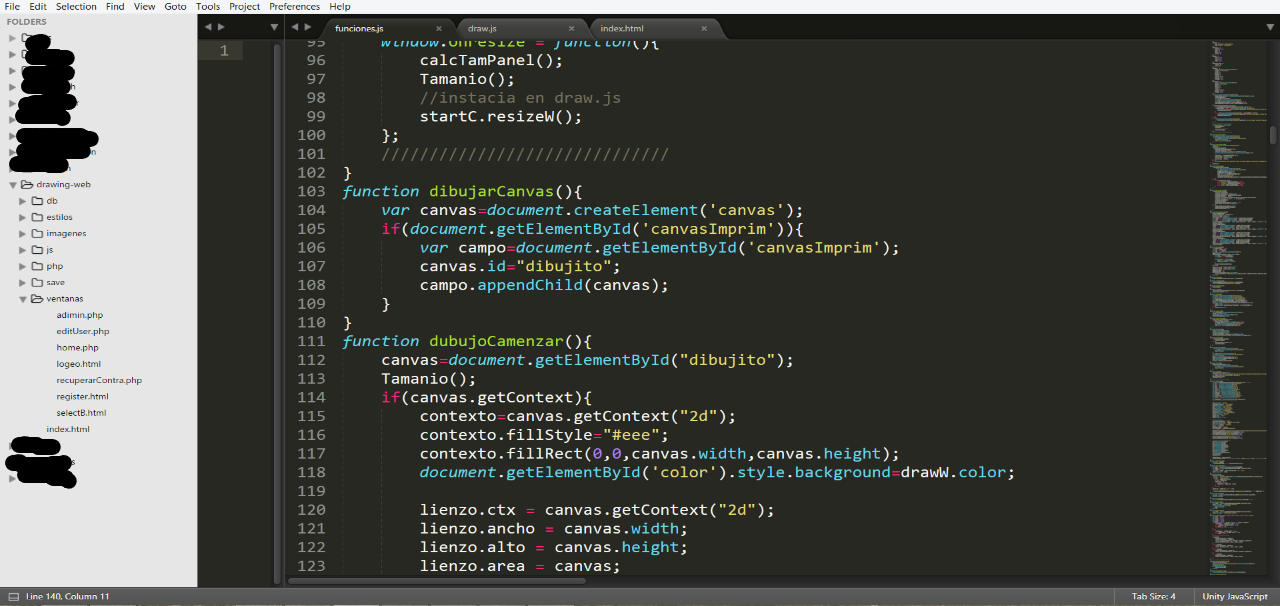 File Edit Selection Find View Goto Tools Project Preferences Help
FOLDERS
drawing-web
db
estilos
imagenes
js
php
save
ventanas
adimin.php
editUser.php
home.php
logeo.html
recuperarContra.php
register.html
selectB.html
index.html
1
funciones.js × draw.js × index.html ×
95 window.onresize = function(){
96 calcTamPanel();
97 Tamanio();
98 //instacia en draw.js
99 startC.resizeW();
100 };
101 //////////////////////////////
102 }
103 function dibujarCanvas(){
104 var canvas=document.createElement('canvas');
105 if(document.getElementById('canvasImprim')){
106 var campo=document.getElementById('canvasImprim');
107 canvas.id="dibujito";
108 campo.appendChild(canvas);
109 }
110 }
111 function dubujoCamenzar(){
112 canvas=document.getElementById("dibujito");
113 Tamanio();
114 if(canvas.getContext){
115 contexto=canvas.getContext("2d");
116 contexto.fillStyle="#eee";
117 contexto.fillRect(0,0,canvas.width,canvas.height);
118 document.getElementById('color').style.background=drawW.color;
119
120 lienzo.ctx = canvas.getContext("2d");
121 lienzo.ancho = canvas.width;
122 lienzo.alto = canvas.height;
123 lienzo.area = canvas;
Line 140, Column 11 Tab Size: 4 Unity JavaScript